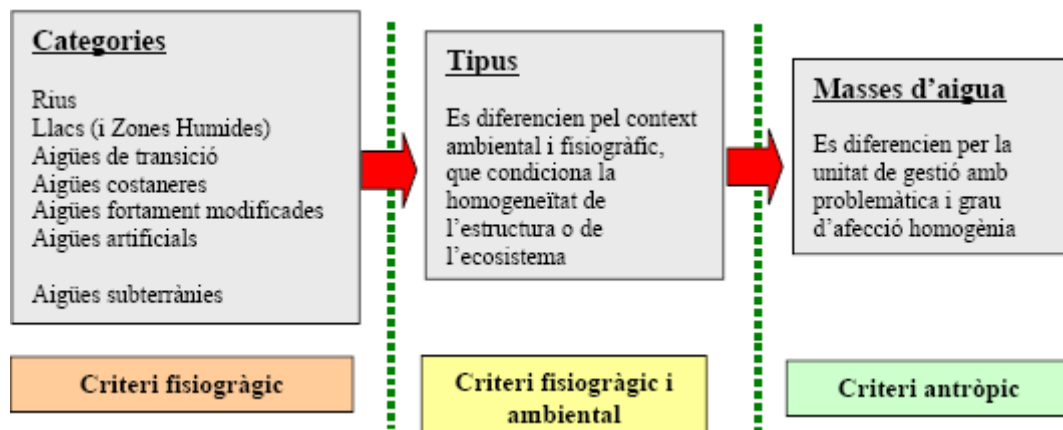 Categories
Rius
Llacs (i Zones Humides)
Aigües de transició
Aigües costaneres
Aigües fortament modificades
Aigües artificials
Aigües subterrànies
Tipus
Es diferencien pel context
ambiental i fisiogràfic,
que condiciona la
homogeneïtat de
l'estructura o de
l'ecosistema
Masses d'aigua
Es diferencien per la
unitat de gestió amb
problemàtica i grau
d'afecció homogènia
Criteri fisiogràgic
Criteri fisiogràgic i
ambiental
Criteri antròpic